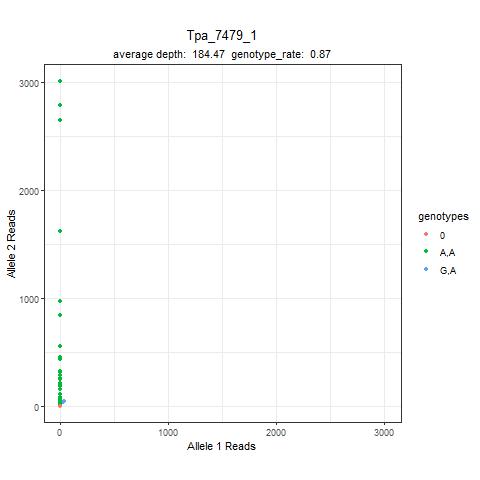 Tpa_7479_1
average depth:  184.47  genotype_rate:  0.87
3000
2000
1000
0
Allele 2 Reads
0
1000
2000
3000
Allele 1 Reads
genotypes
0
A,A
G,A